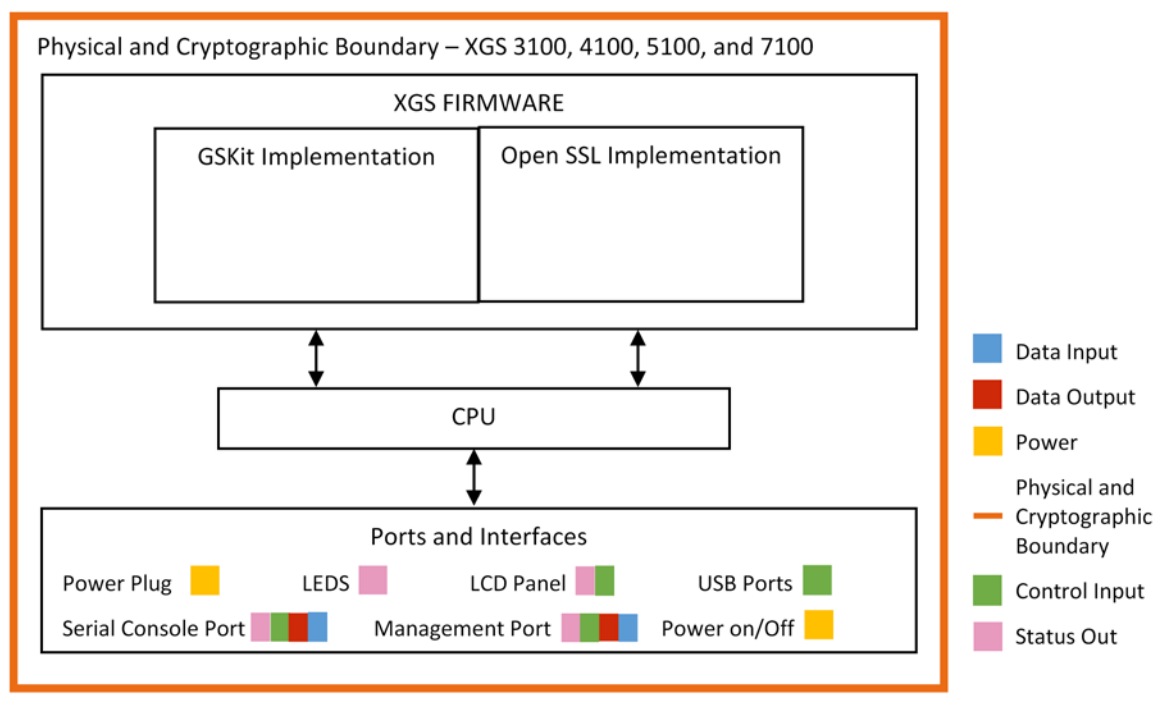 Physical and Cryptographic Boundary – XGS 3100, 4100, 5100, and 7100
XGS FIRMWARE
GSKit Implementation
Open SSL Implementation
CPU
Ports and Interfaces
Power Plug
LEDS
LCD Panel
USB Ports
Serial Console Port
Management Port
Power on/Off
Data Input
Data Output
Power
Physical and
Cryptographic
Boundary
Control Input
Status Out